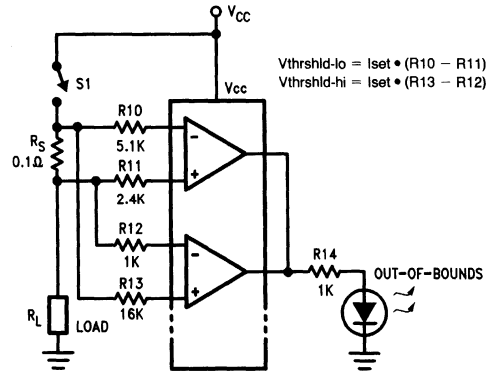 VCC
Vthrshld-lo = Iset • (R10 − R11)
Vthrshld-hi = Iset • (R13 − R12)
S1
Vcc
RS
0.1Ω
R10
5.1K
−
R11
2.4K
+
R12
1K
−
R13
16K
+
R14
1K
OUT-OF-BOUNDS
RL
LOAD